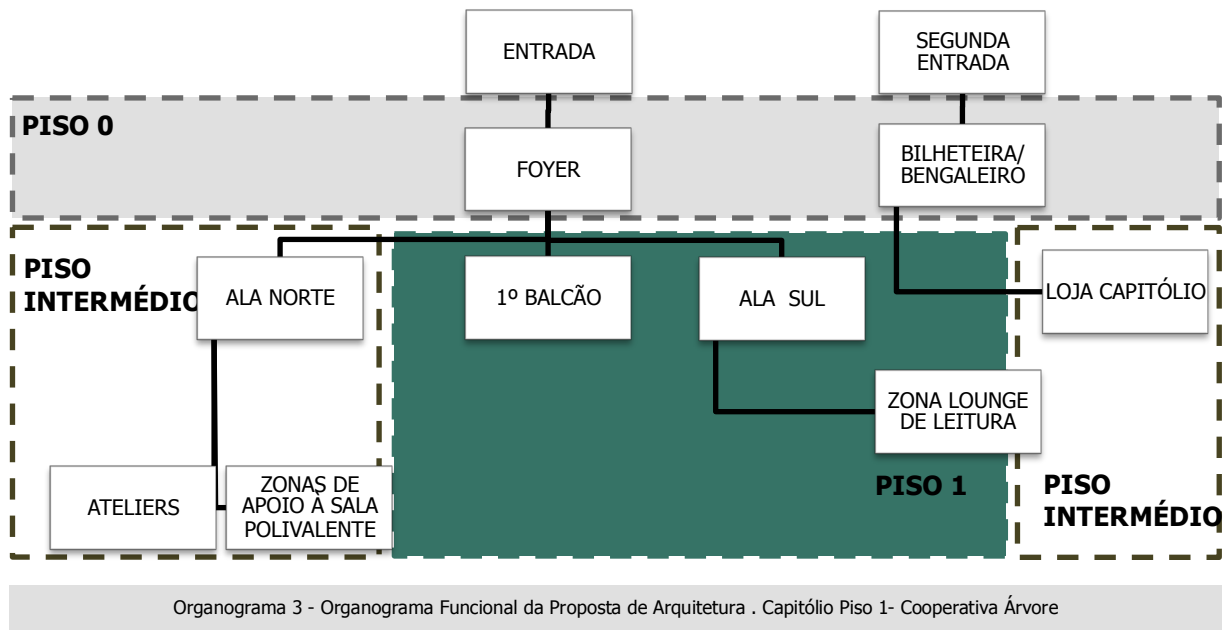 ENTRADA
SEGUNDA
ENTRADA
PISO 0
FOYER
BILHETEIRA/
BENGALEIRO
PISO
INTERMÉDIO
ALA NORTE
1º BALCÃO
ALA SUL
LOJA CAPITÓLIO
ZONA LOUNGE
DE LEITURA
ATELIERS
ZONAS DE
APOIO À SALA
POLIVALENTE
PISO 1
PISO
INTERMÉDIO
Organograma 3 - Organograma Funcional da Proposta de Arquitetura . Capitólio Piso 1- Cooperativa Árvore